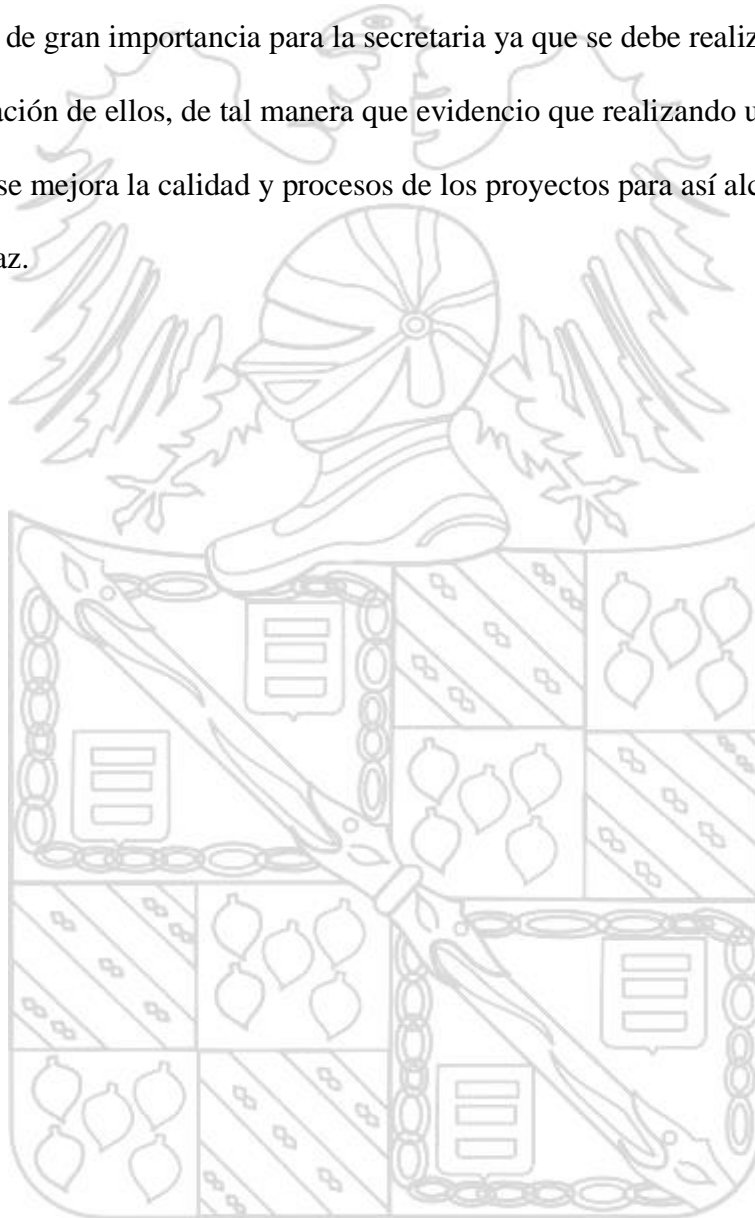 de gran importancia para la secretaria ya que se debe realiz
ación de ellos, de tal manera que evidencio que realizando u
se mejora la calidad y procesos de los proyectos para así alc
az.